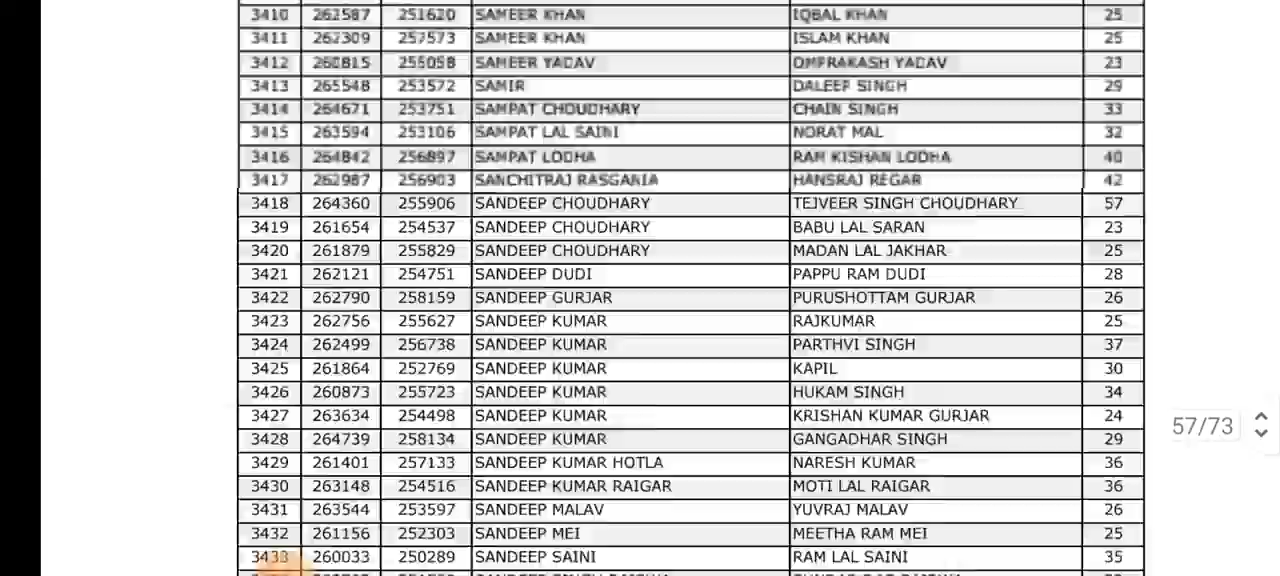 3410 262587 251620 SAMEER KHAN IQBAL KHAN 25
3411 262309 257573 SAMEER KHAN ISLAM KHAN 25
3412 260815 255058 SAMEER YADAV OMPRAKASH YADAV 23
3413 265548 253572 SAMIR DALEEP SINGH 29
3414 264671 253751 SAMPAT CHOUDHARY CHAIN SINGH 33
3415 263594 253106 SAMPAT LAL SAINI NORAT MAL 32
3416 264842 256897 SAMPAT LODHA RAM KISHAN LODHA 40
3417 262987 256903 SANCHITRAJ RASGANIA HANSRAJ REGAR 42
3418 264360 255906 SANDEEP CHOUDHARY TEJVEER SINGH CHOUDHARY 57
3419 261654 254537 SANDEEP CHOUDHARY BABU LAL SARAN 23
3420 261879 255829 SANDEEP CHOUDHARY MADAN LAL JAKHAR 25
3421 262121 254751 SANDEEP DUDI PAPPU RAM DUDI 28
3422 262790 258159 SANDEEP GURJAR PURUSHOTTAM GURJAR 26
3423 262756 255627 SANDEEP KUMAR RAJKUMAR 25
3424 262499 256738 SANDEEP KUMAR PARTHVI SINGH 37
3425 261864 252769 SANDEEP KUMAR KAPIL 30
3426 260873 255723 SANDEEP KUMAR HUKAM SINGH 34
3427 263634 254498 SANDEEP KUMAR KRISHAN KUMAR GURJAR 24
57/73
3428 264739 258134 SANDEEP KUMAR GANGADHAR SINGH 29
3429 261401 257133 SANDEEP KUMAR HOTLA NARESH KUMAR 36
3430 263148 254516 SANDEEP KUMAR RAIGAR MOTI LAL RAIGAR 36
3431 263544 253597 SANDEEP MALAV YUVRAJ MALAV 26
3432 261156 252303 SANDEEP MEI MEETHA RAM MEI 25
3433 260033 250289 SANDEEP SAINI RAM LAL SAINI 35